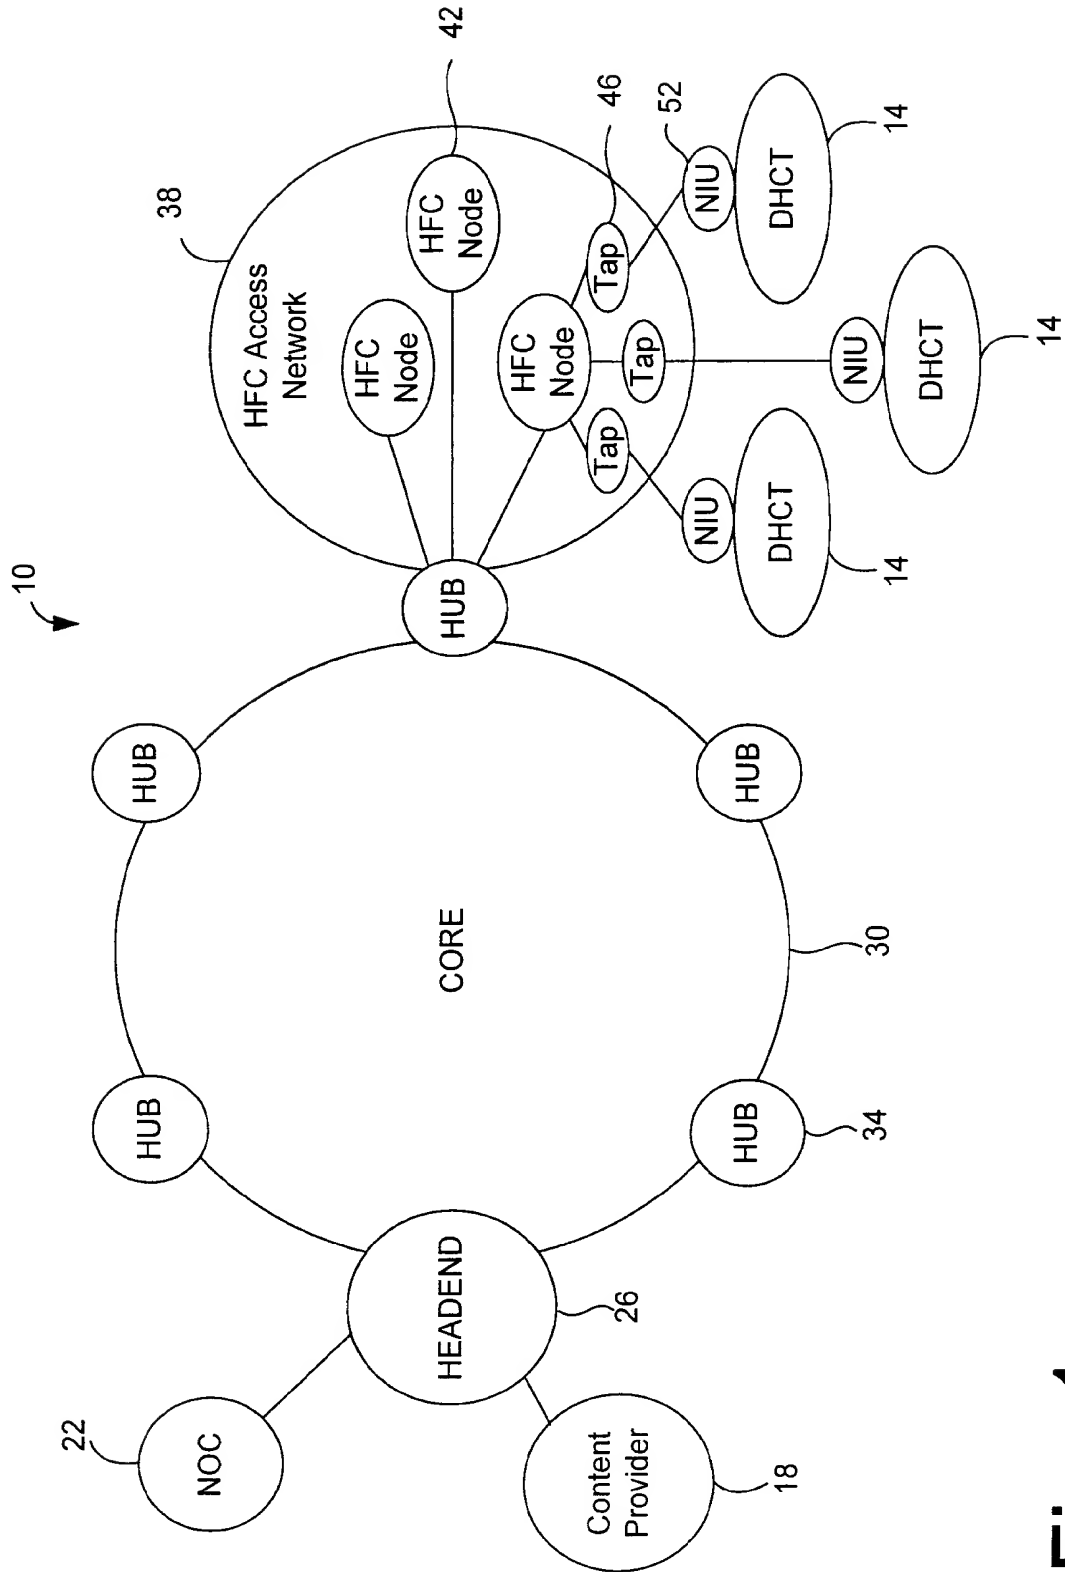 10
38
42
HFC Access
Network
HFC
Node
HFC
Node
HFC
Node
46
52
Tap
Tap
Tap
NIU
NIU
NIU
DHCT
DHCT
DHCT
14
14
14
HUB
HUB
HUB
HUB
HUB
CORE
30
34
HEADEND
26
NOC
22
Content
Provider
18